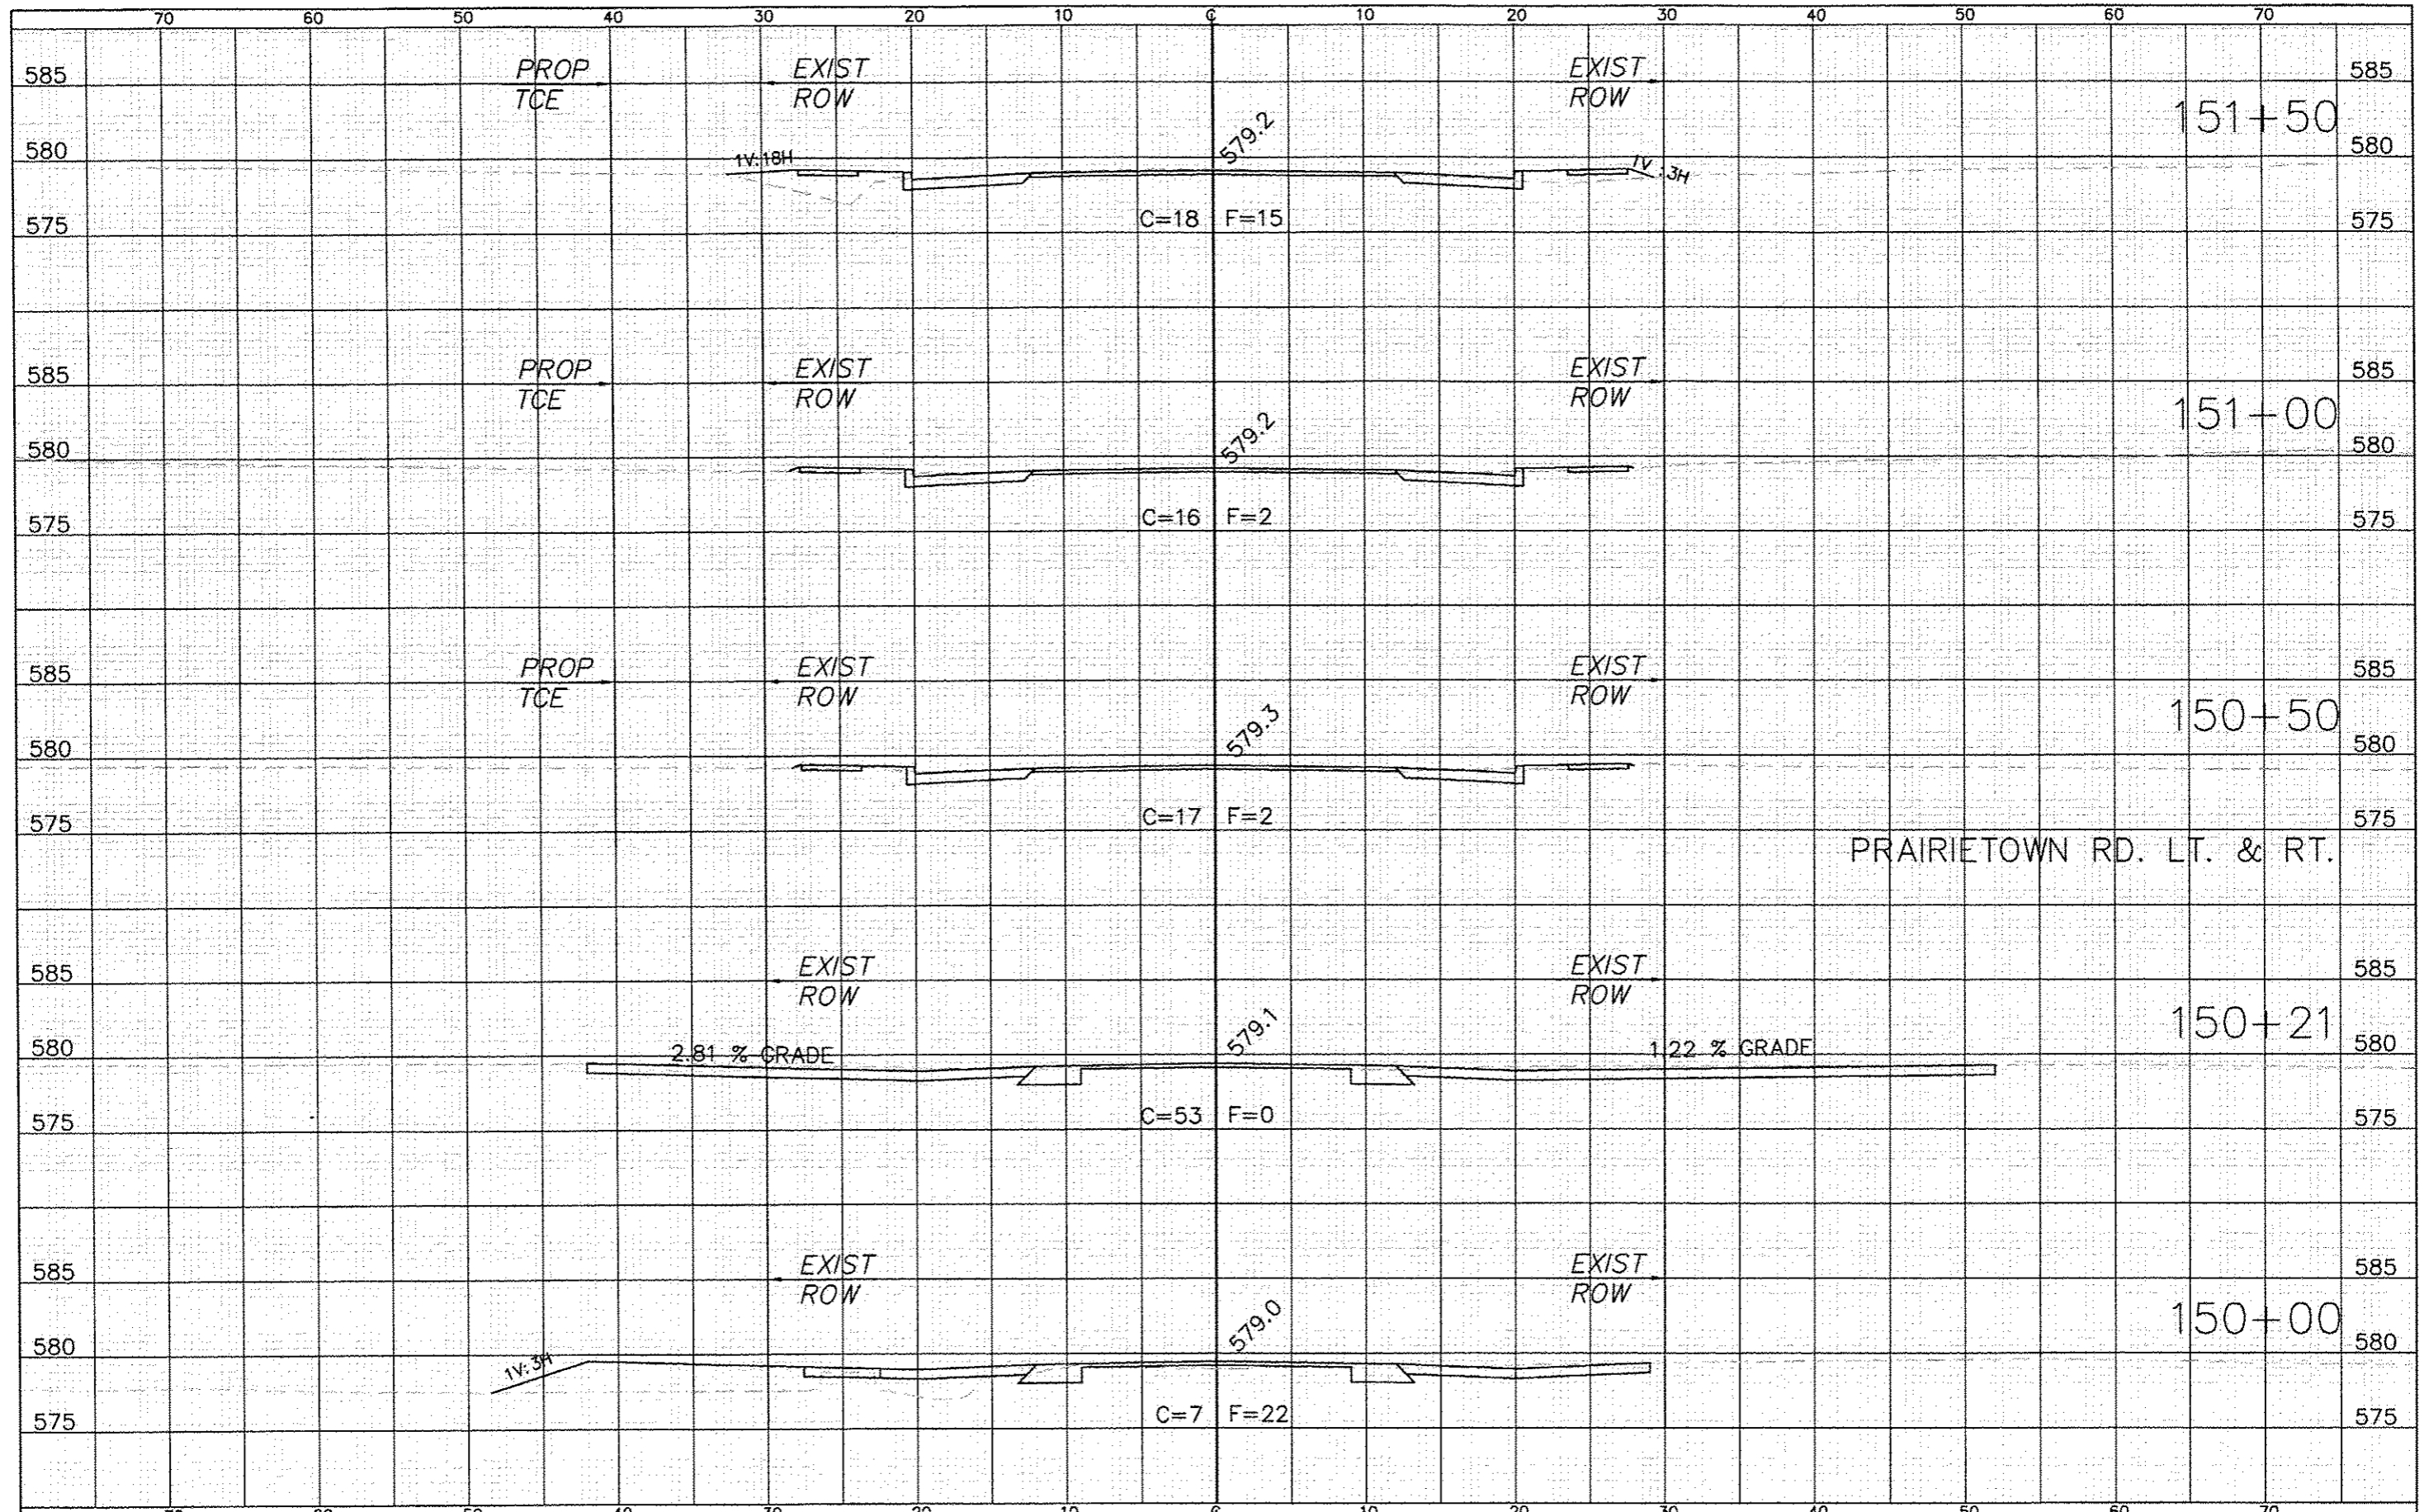 70 60 50 40 30 20 10 ℄ 10 20 30 40 50 60 70
585 PROP EXIST EXIST 585
TCE ROW ROW
151+50
579.2
580 1V:18H 1V:3H 580
C=18 F=15
575 575
585 PROP EXIST EXIST 585
TCE ROW ROW
151+00
579.2
580 580
C=16 F=2
575 575
585 PROP EXIST EXIST 585
TCE ROW ROW
150+50
579.3
580 580
C=17 F=2
575 575
PRAIRIETOWN RD. LT. & RT.
585 EXIST EXIST 585
ROW ROW
150+21
579.1
580 2.81 % GRADE 1.22 % GRADE 580
C=53 F=0
575 575
585 EXIST EXIST 585
ROW ROW
150+00
579.0
580 580
1V:3H
C=7 F=22
575 575